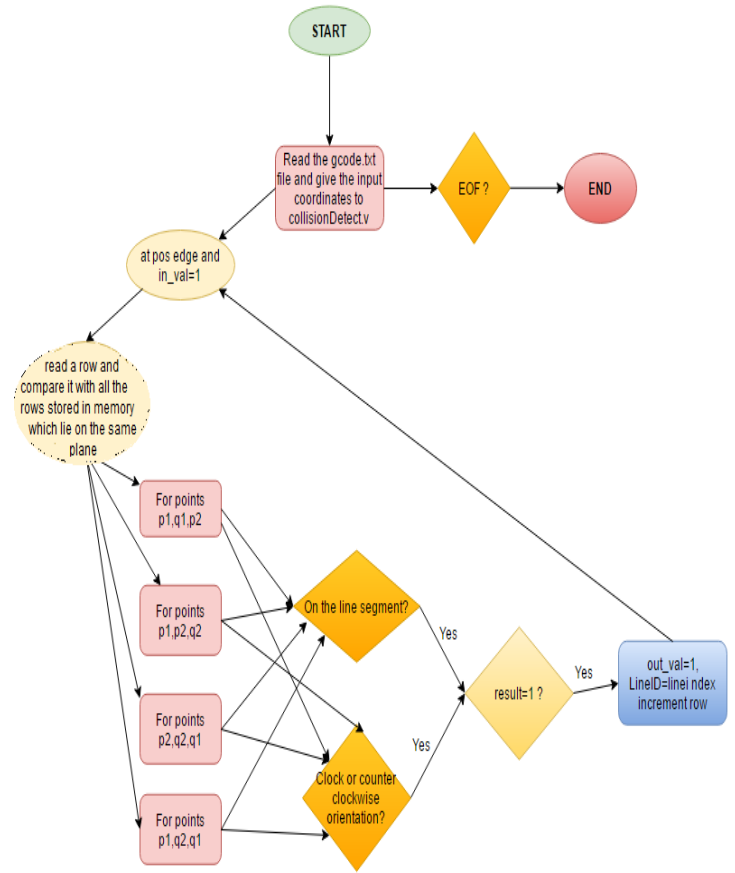 START
Read the gcode.txt
file and give the input
coordinates to
collisionDetect.v
EOF ?
END
at pos edge and
in_val=1
read a row and
compare it with all the
rows stored in memory
which lie on the same
plane
For points
p1,q1,p2
For points
p1,p2,q2
For points
p2,q2,q1
For points
p1,q2,q1
On the line segment?
Yes
Clock or counter
clockwise
orientation?
Yes
result=1 ?
Yes
out_val=1,
LineID=linei ndex
increment row